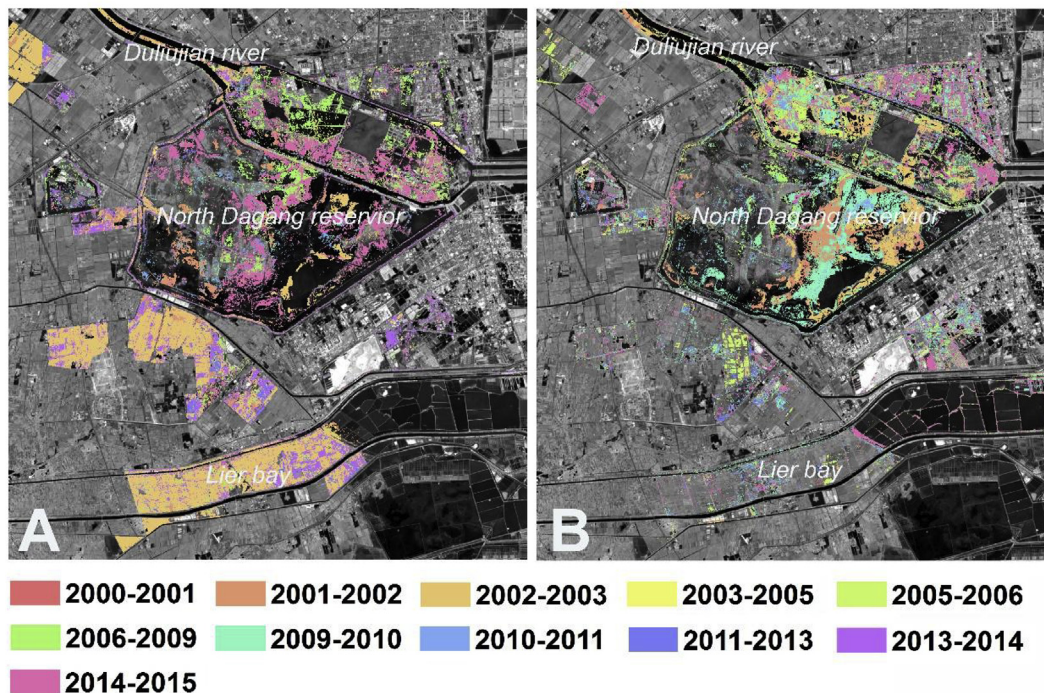 Duliujian river
Duliujian river
North Dagang reservior
North Dagang reservior
Lier bay
Lier bay
A
B
2000-2001
2001-2002
2002-2003
2003-2005
2005-2006
2006-2009
2009-2010
2010-2011
2011-2013
2013-2014
2014-2015